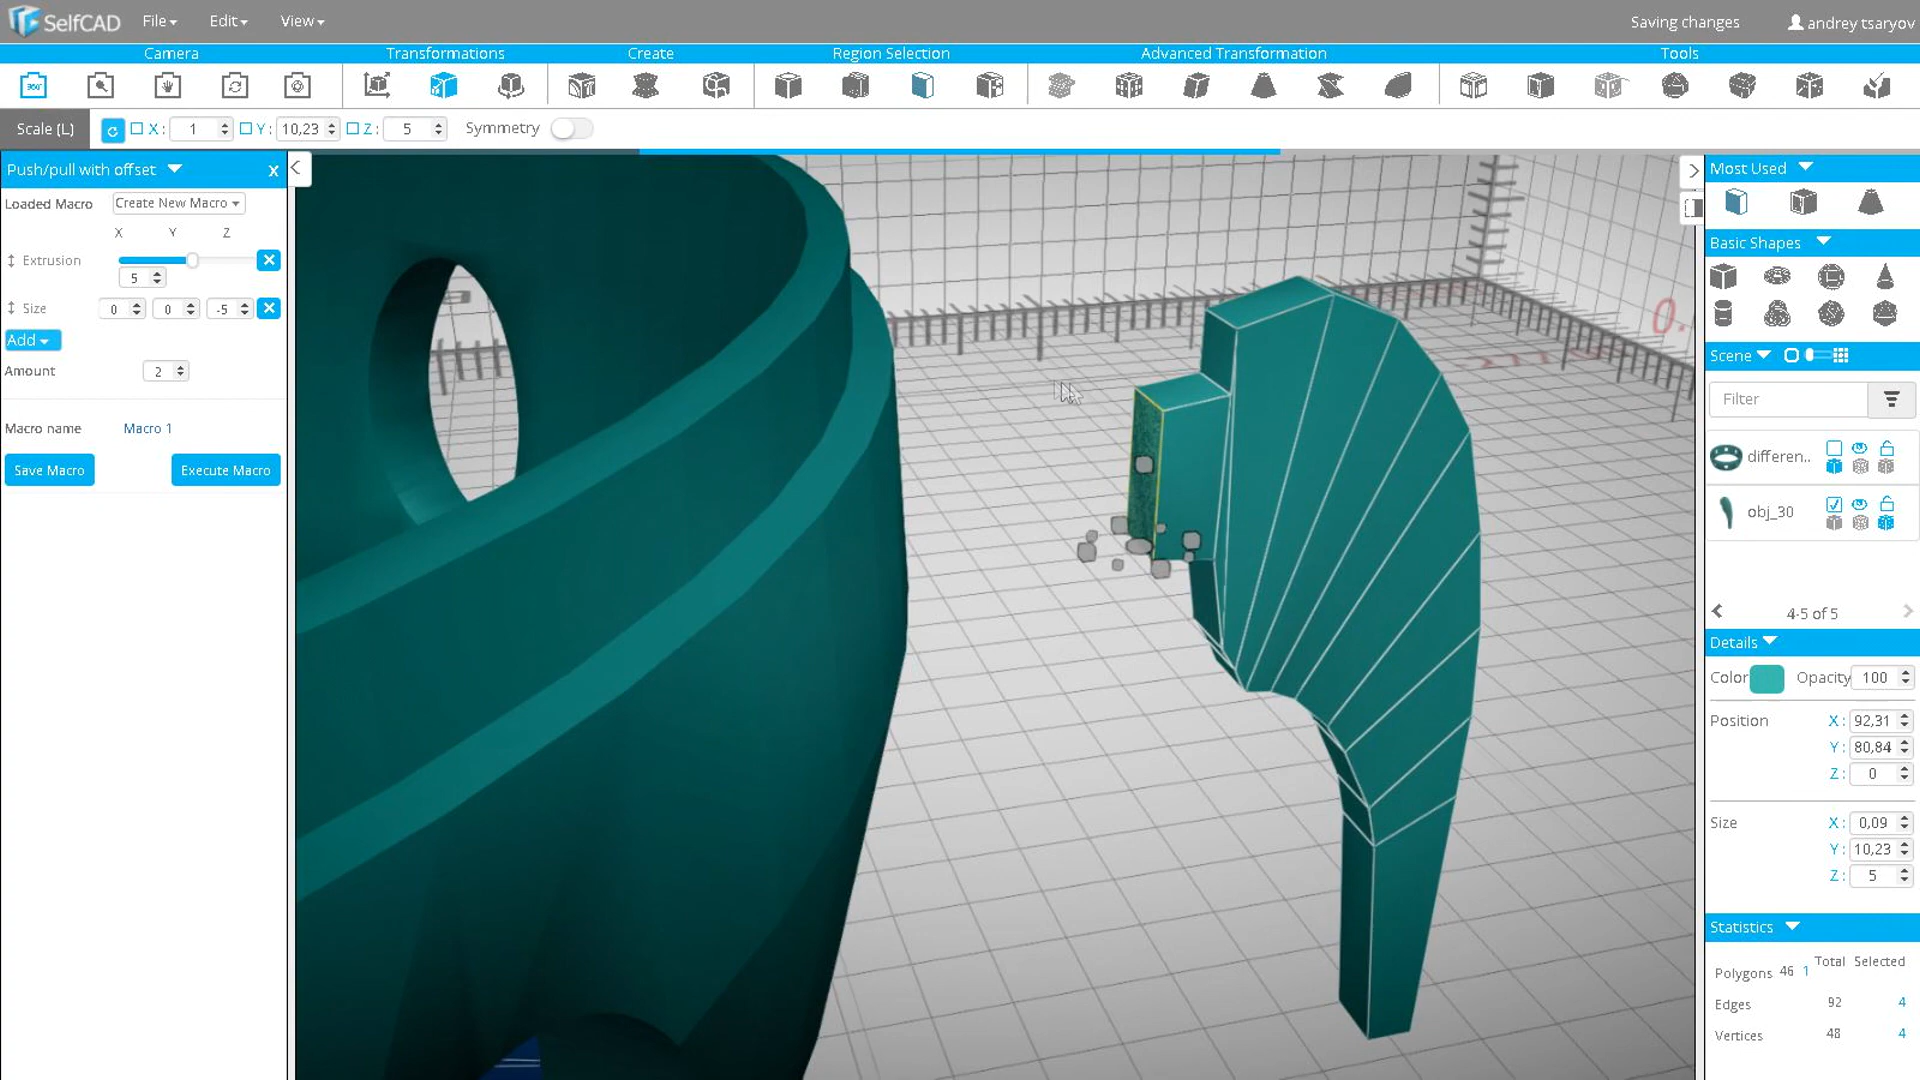 SelfCAD File Edit View Saving changes andrey tsaryov
Camera Transformations Create Region Selection Advanced Transformation Tools
360°
Scale (L) X : 1 Y : 10,23 Z : 5 Symmetry
Push/pull with offset x
Loaded Macro Create New Macro
X Y Z
Extrusion
5
Size 0 0 -5
Add
Amount 2
Macro name Macro 1
Save Macro Execute Macro
0.
Most Used
Basic Shapes
Scene
Filter
differen..
obj_30
4-5 of 5
Details
Color Opacity 100
Position X : 92,31
Y : 80,84
Z : 0
Size X : 0,09
Y : 10,23
Z : 5
Statistics
Total Selected
Polygons 46 1
Edges 92 4
Vertices 48 4